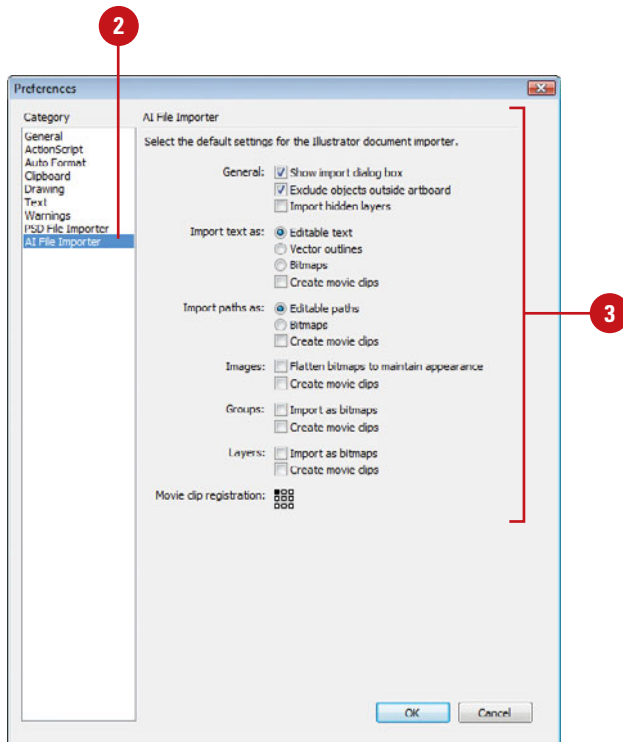 2
Preferences
Category
General
ActionScript
Auto Format
Clipboard
Drawing
Text
Warnings
PSD File Importer
AI File Importer
AI File Importer
Select the default settings for the Illustrator document importer.
General: Show import dialog box
Exclude objects outside artboard
Import hidden layers
Import text as: Editable text
Vector outlines
Bitmaps
Create movie clips
Import paths as: Editable paths
Bitmaps
Create movie clips
Images: Flatten bitmaps to maintain appearance
Create movie clips
Groups: Import as bitmaps
Create movie clips
Layers: Import as bitmaps
Create movie clips
Movie clip registration:
3
OK Cancel